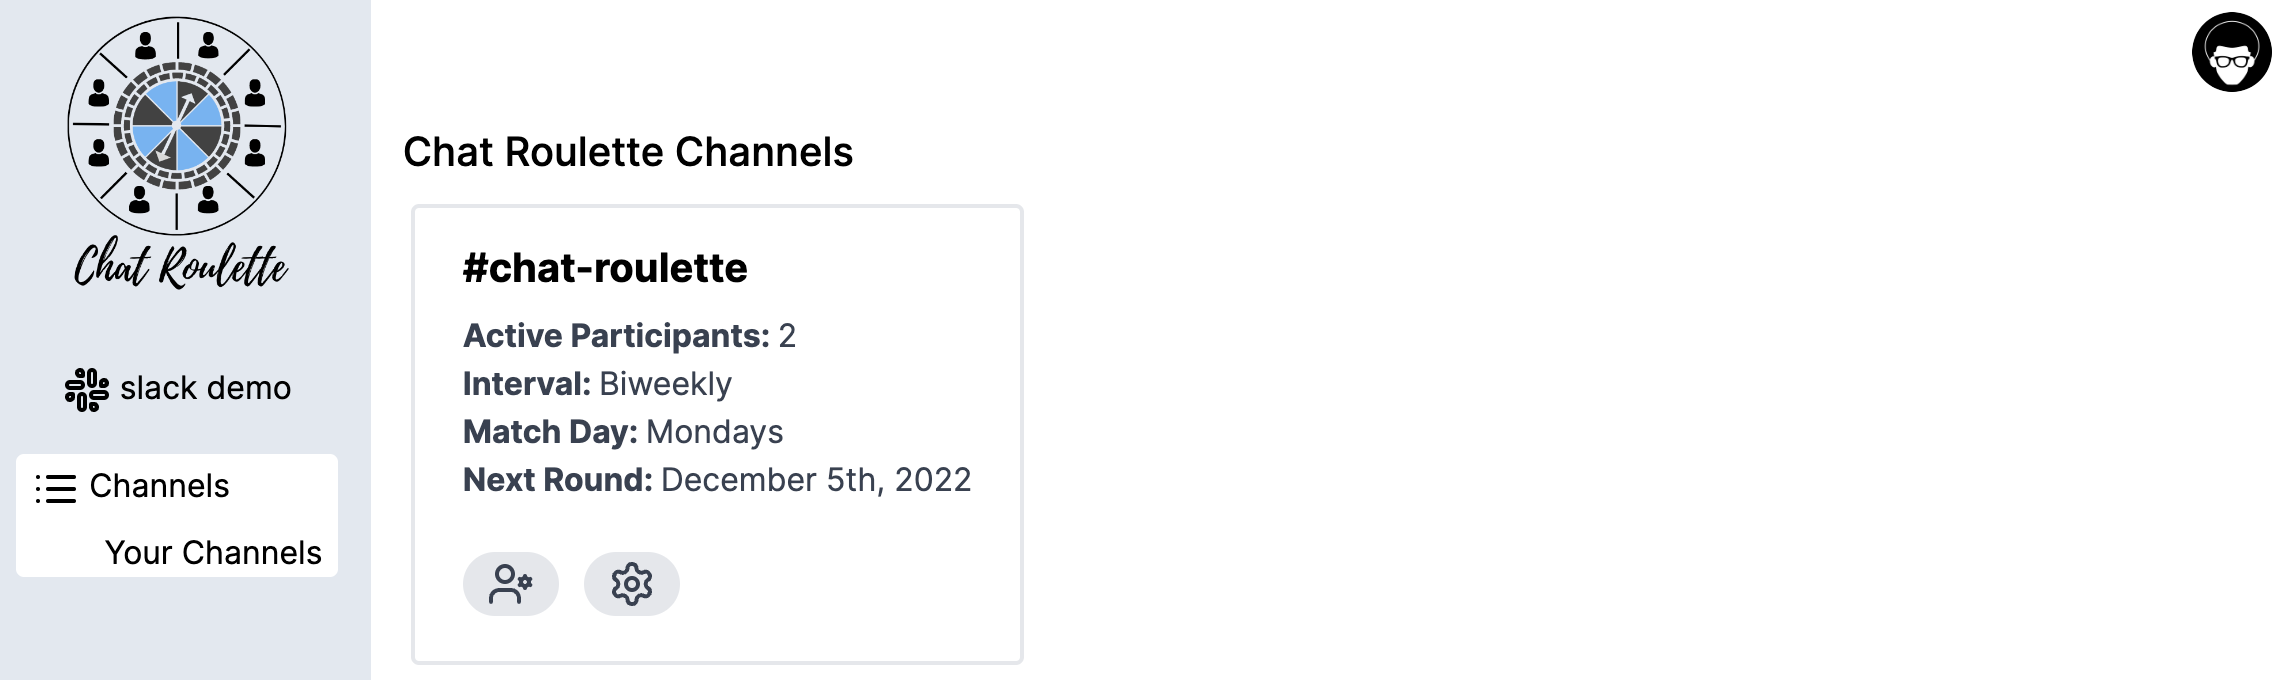 Chat Roulette
slack demo
Channels
Your Channels
Chat Roulette Channels
#chat-roulette
Active Participants: 2
Interval: Biweekly
Match Day: Mondays
Next Round: December 5th, 2022